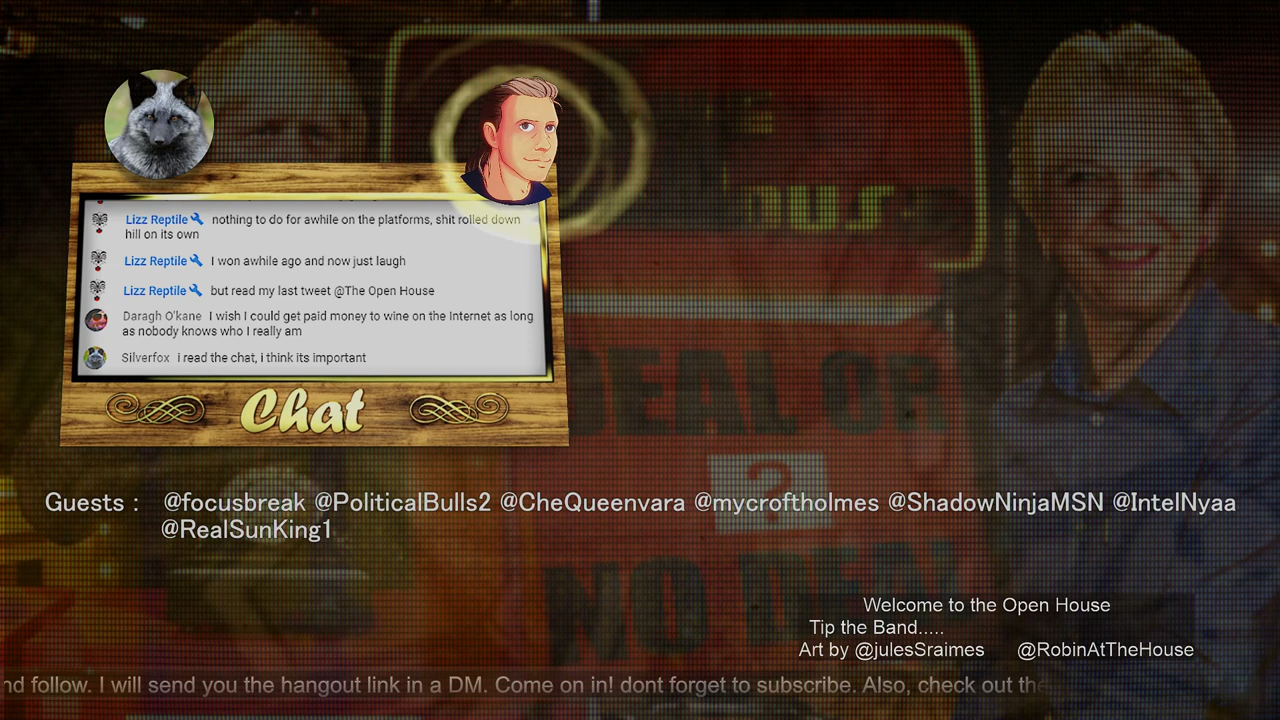 Lizz Reptile nothing to do for awhile on the platforms, shit rolled down
hill on its own
Lizz Reptile I won awhile ago and now just laugh
Lizz Reptile but read my last tweet @The Open House
Daragh O'kane I wish I could get paid money to wine on the Internet as long
as nobody knows who I really am
Silverfox i read the chat, i think its important
Chat
DEAL OR
?
NO DEAL
Guests : @focusbreak @PoliticalBulls2 @CheQueenvara @mycroftholmes @ShadowNinjaMSN @IntelNyaa
@RealSunKing1
Welcome to the Open House
Tip the Band.....
Art by @julesSraimes @RobinAtTheHouse
nd follow. I will send you the hangout link in a DM. Come on in! dont forget to subscribe. Also, check out the